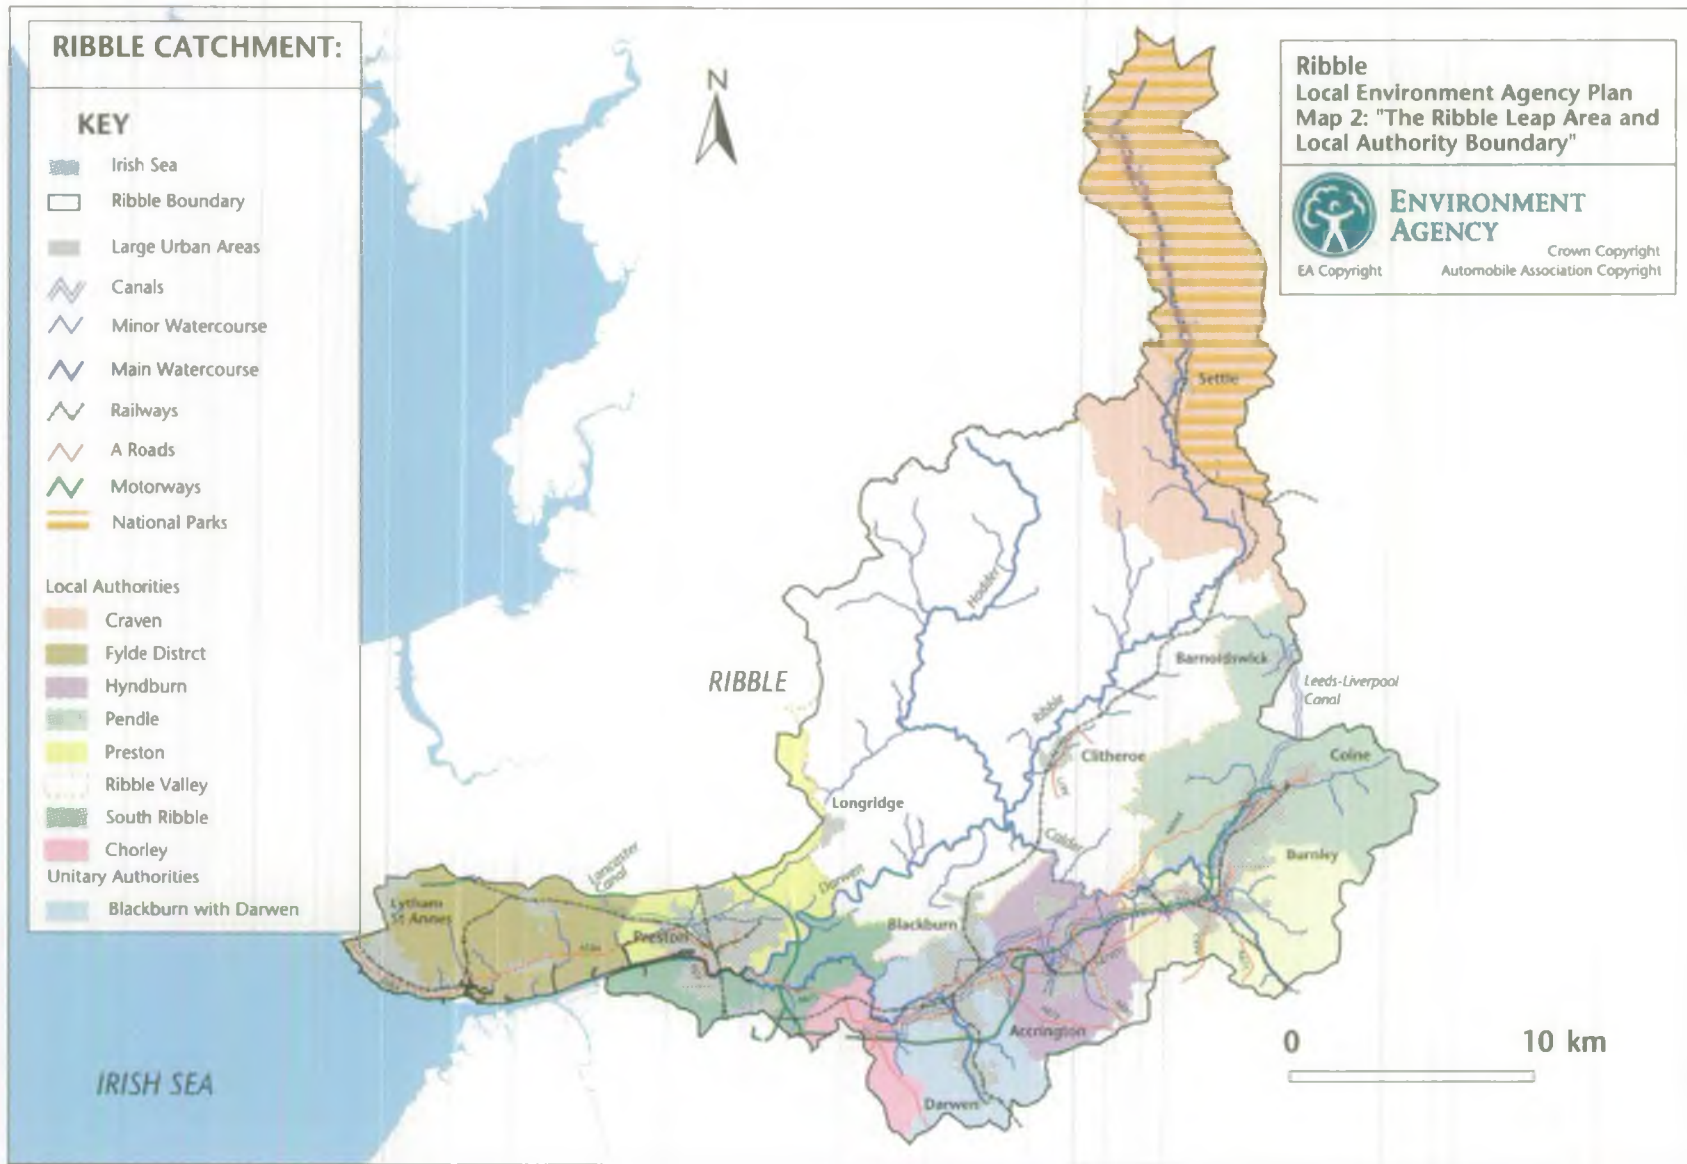 RIBBLE CATCHMENT:
KEY
Irish Sea
Ribble Boundary
Large Urban Areas
Canals
Minor Watercourse
Main Watercourse
Railways
A Roads
Motorways
National Parks
Local Authorities
Craven
Fylde Distrct
Hyndburn
Pendle
Preston
Ribble Valley
South Ribble
Chorley
Unitary Authorities
Blackburn with Darwen
N
Ribble
Local Environment Agency Plan
Map 2: "The Ribble Leap Area and
Local Authority Boundary"
ENVIRONMENT
AGENCY
Crown Copyright
EA Copyright
Automobile Association Copyright
Settle
Hodder
RIBBLE
Barnoldswick
Leeds-Liverpool
Canal
Ribble
Clitheroe
Colne
Longridge
Calder
Burnley
Lancaster
Canal
Darwen
Lytham
St Annes
Preston
Blackburn
Accrington
Darwen
IRISH SEA
0
10 km